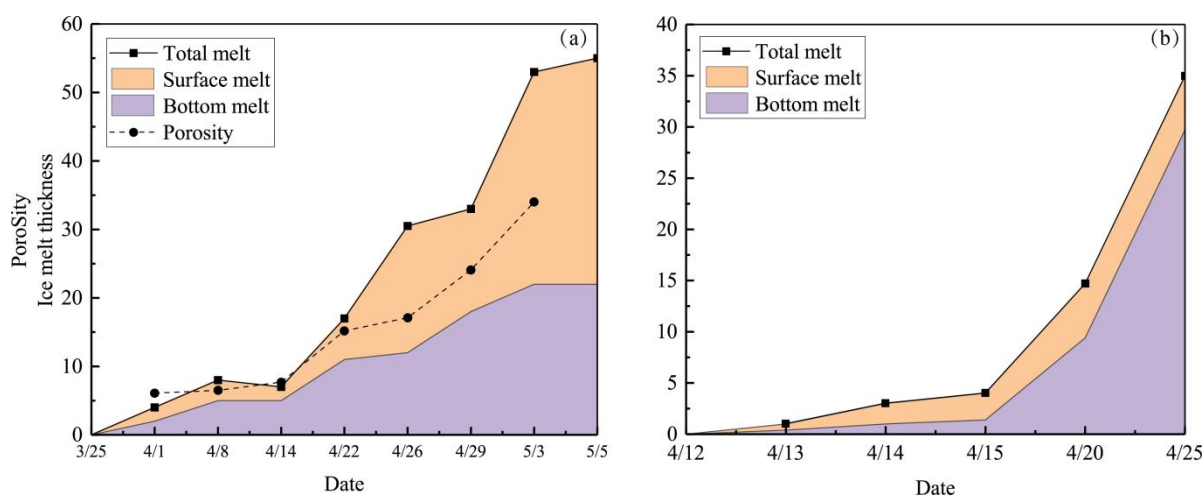 (a)
Total melt
Surface melt
Bottom melt
Porosity
PoroSity
Ice melt thickness
60
50
40
30
20
10
0
3/25 4/1 4/8 4/14 4/22 4/26 4/29 5/3 5/5
Date
(b)
Total melt
Surface melt
Bottom melt
40
35
30
25
20
15
10
5
0
4/12 4/13 4/14 4/15 4/20 4/25
Date